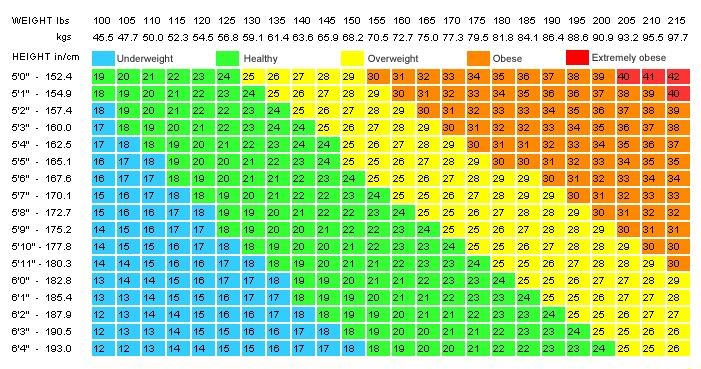 WEIGHT lbs 100 105 110 115 120 125 130 135 140 145 150 155 160 165 170 175 180 185 190 195 200 205 210 215
kgs 45.5 47.7 50.0 52.3 54.5 56.8 59.1 61.4 63.6 65.9 68.2 70.5 72.7 75.0 77.3 79.5 81.8 84.1 86.4 88.6 90.9 93.2 95.5 97.7
HEIGHT in/cm Underweight Healthy Overweight Obese Extremely obese
5'0" - 152.4 19 20 21 22 23 24 25 26 27 28 29 30 31 32 33 34 35 36 37 38 39 40 41 42
5'1" - 154.9 18 19 20 21 22 23 24 25 26 27 28 29 30 31 32 33 34 35 36 36 37 38 39 40
5'2" - 157.4 18 19 20 21 22 22 23 24 25 26 27 28 29 30 31 32 33 33 34 35 36 37 38 39
5'3" - 160.0 17 18 19 20 21 22 23 24 24 25 26 27 28 29 30 31 32 32 33 34 35 36 37 38
5'4" - 162.5 17 18 18 19 20 21 22 23 24 24 25 26 27 28 29 30 31 31 32 33 34 35 36 37
5'5" - 165.1 16 17 18 19 20 20 21 22 23 24 25 25 26 27 28 29 30 30 31 32 33 34 35 35
5'6" - 167.6 16 17 17 18 19 20 21 21 22 23 24 25 25 26 27 28 29 29 30 31 32 33 34 34
5'7" - 170.1 15 16 17 18 18 19 20 21 22 22 23 24 25 25 26 27 28 29 29 30 31 32 33 33
5'8" - 172.7 15 16 16 17 18 19 19 20 21 22 22 23 24 25 25 26 27 28 28 29 30 31 32 32
5'9" - 175.2 14 15 16 17 17 18 19 20 20 21 22 22 23 24 25 25 26 27 28 28 29 30 31 31
5'10" - 177.8 14 15 15 16 17 18 18 19 20 20 21 22 23 23 24 25 25 26 27 28 28 29 30 30
5'11" - 180.3 14 14 15 16 16 17 18 18 19 20 21 21 22 23 23 24 25 25 26 27 28 28 29 30
6'0" - 182.8 13 14 14 15 16 17 17 18 19 19 20 21 21 22 23 23 24 25 25 26 27 27 28 29
6'1" - 185.4 13 13 14 15 15 16 17 17 18 19 19 20 21 21 22 23 23 24 25 25 26 27 27 28
6'2" - 187.9 12 13 14 14 15 16 16 17 18 18 19 19 20 21 21 22 23 23 24 25 25 26 27 27
6'3" - 190.5 12 13 13 14 15 15 16 16 17 18 18 19 20 20 21 21 22 23 23 24 25 25 26 26
6'4" - 193.0 12 12 13 14 14 15 15 16 17 17 18 18 19 20 20 21 22 22 23 23 24 25 25 26